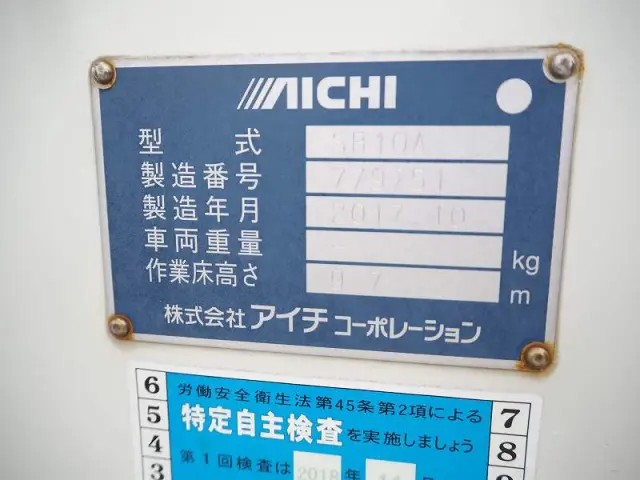 AICHI
型式 SB10A
製造番号
製造年月 2017 10
車両重量 - kg
作業床高さ 9 7 m
株式会社アイチコーポレーション
6 労働安全衛生法第45条第2項による 7
5 特定自主検査を実施しましょう 8
4
3 第1回検査は 2018 年 11